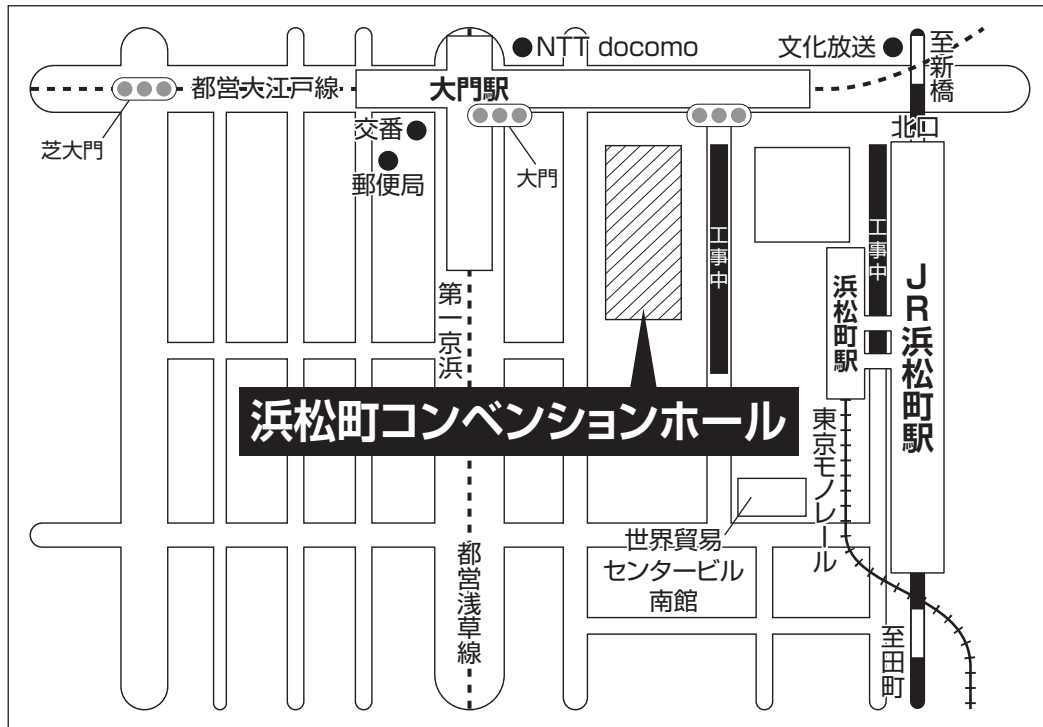 NTT docomo
文化放送
至新橋
都営大江戸線
大門駅
北口
芝大門
交番
郵便局
大門
工事中
工事中
第一京浜
浜松町駅
JR浜松町駅
浜松町コンベンションホール
東京モノレール
世界貿易
センタービル
南館
都営浅草線
至田町